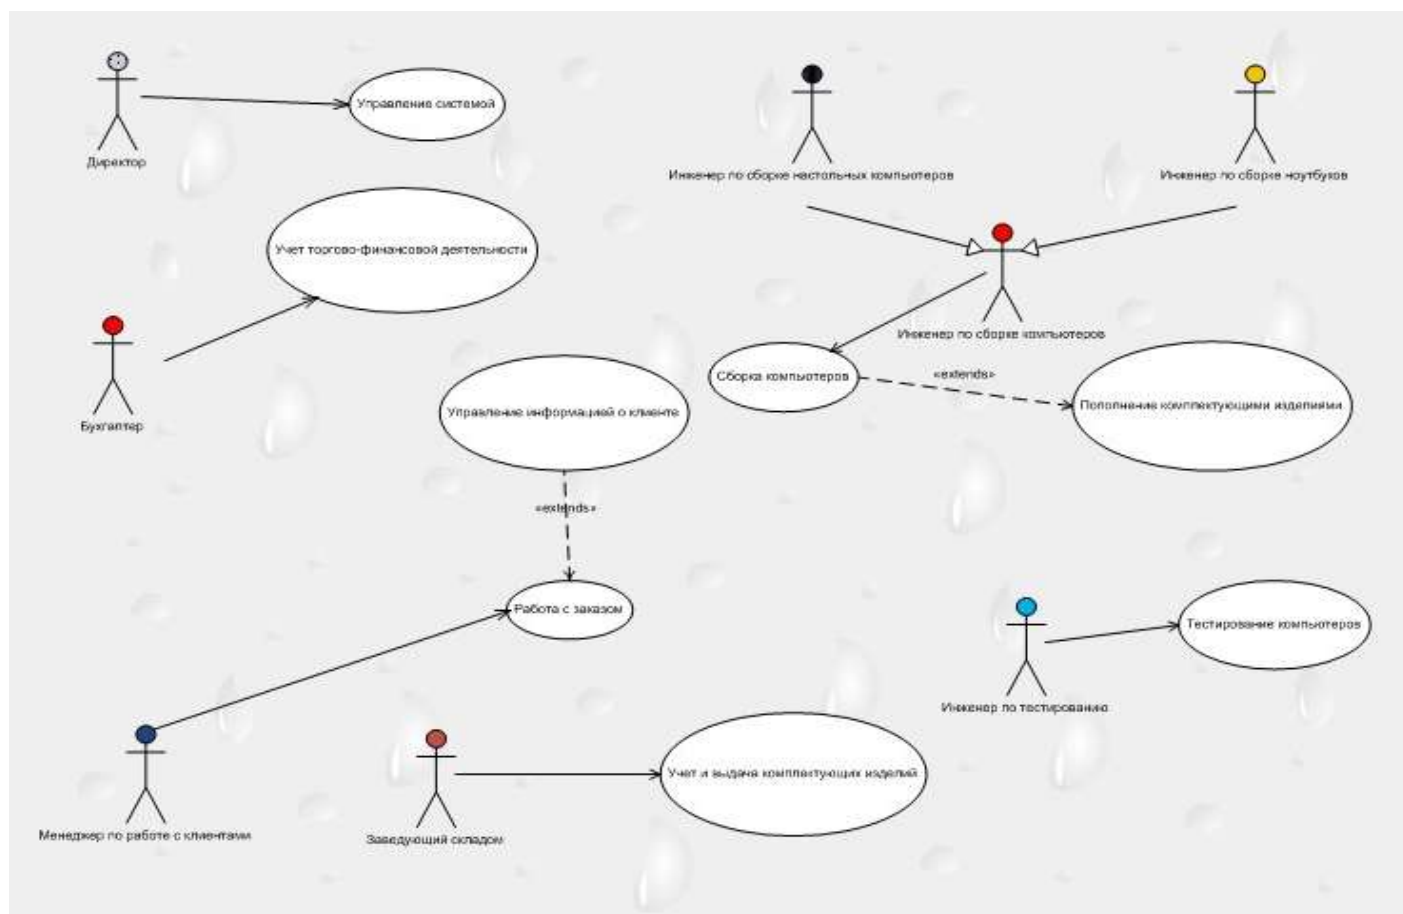 Управление системой
Директор
Инженер по сборке настольных компьютеров
Инженер по сборке ноутбуков
Учет торгово-финансовой деятельности
Инженер по сборке компьютеров
Сборка компьютеров
«extends»
Пополнение комплектующими изделиями
Управление информацией о клиенте
Бухгалтер
«extends»
Работа с заказом
Тестирование компьютеров
Инженер по тестированию
Учет и выдача комплектующих изделий
Менеджер по работе с клиентами
Заведующий складом